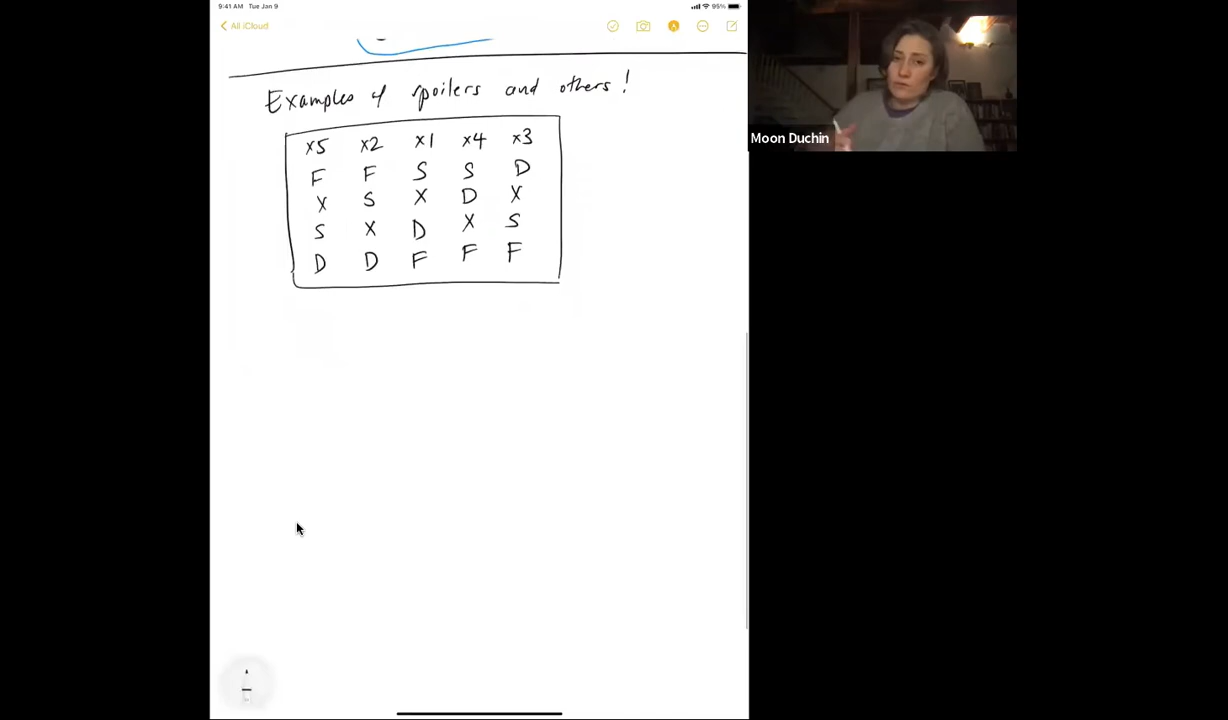 9:41 AM Tue Jan 9
95%
All iCloud
Examples of spoilers and others!
x5 x2 x1 x4 x3
F F S S D
X S X D X
S X D X S
D D F F F
Moon Duchin